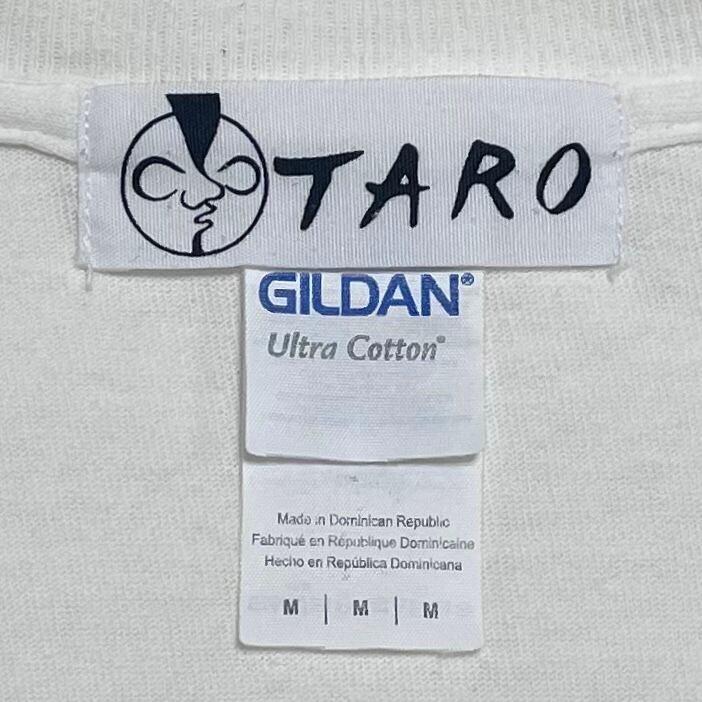 TARO
GILDAN®
Ultra Cotton®
Made in Dominican Republic
Fabriqué en République Dominicaine
Hecho en República Dominicana
M | M | M